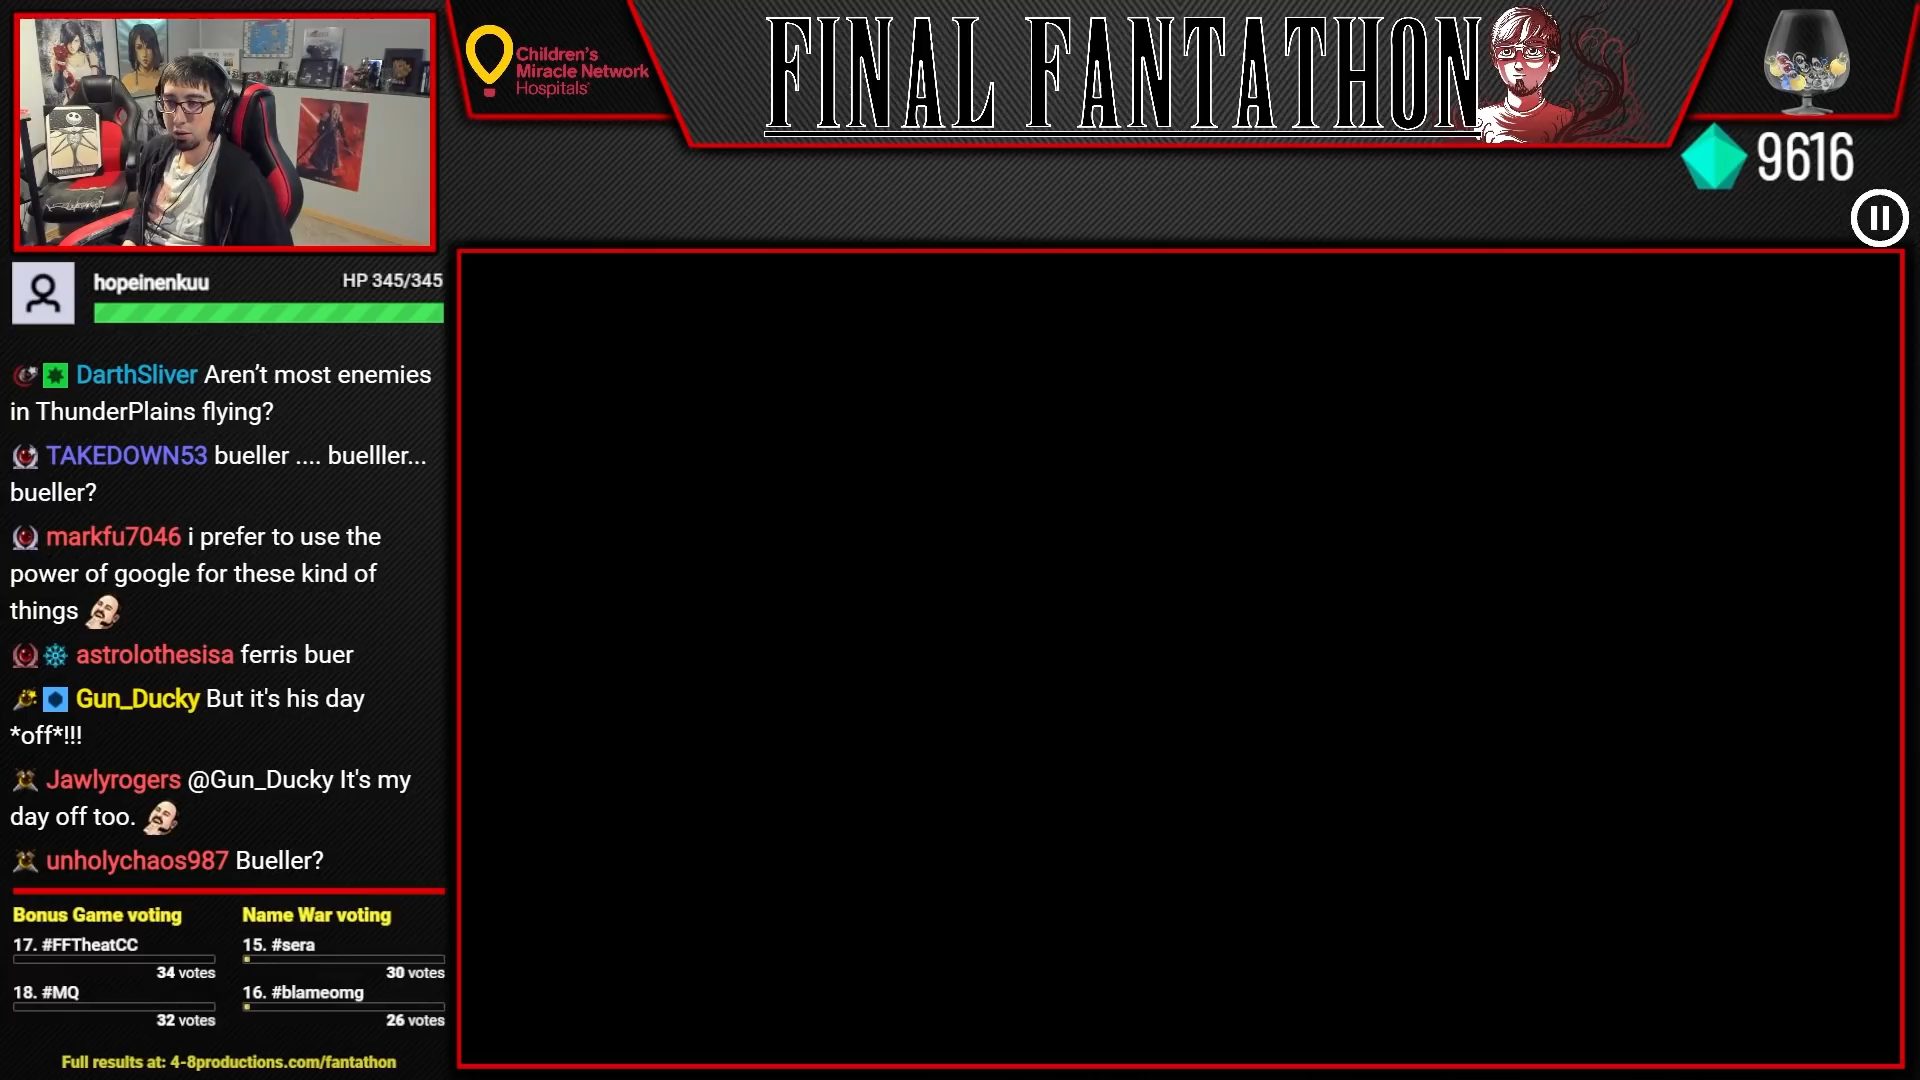 Children's
Miracle Network
Hospitals
FINAL FANTATHON
9616
hopeinenkuu HP 345/345
DarthSliver Aren’t most enemies
in ThunderPlains flying?
TAKEDOWN53 bueller .... buelller...
bueller?
markfu7046 i prefer to use the
power of google for these kind of
things
astrolothesisa ferris buer
Gun_Ducky But it's his day
*off*!!!
Jawlyrogers @Gun_Ducky It's my
day off too.
unholychaos987 Bueller?
Bonus Game voting
17. #FFTheatCC
34 votes
18. #MQ
32 votes
Name War voting
15. #sera
30 votes
16. #blameomg
26 votes
Full results at: 4-8productions.com/fantathon